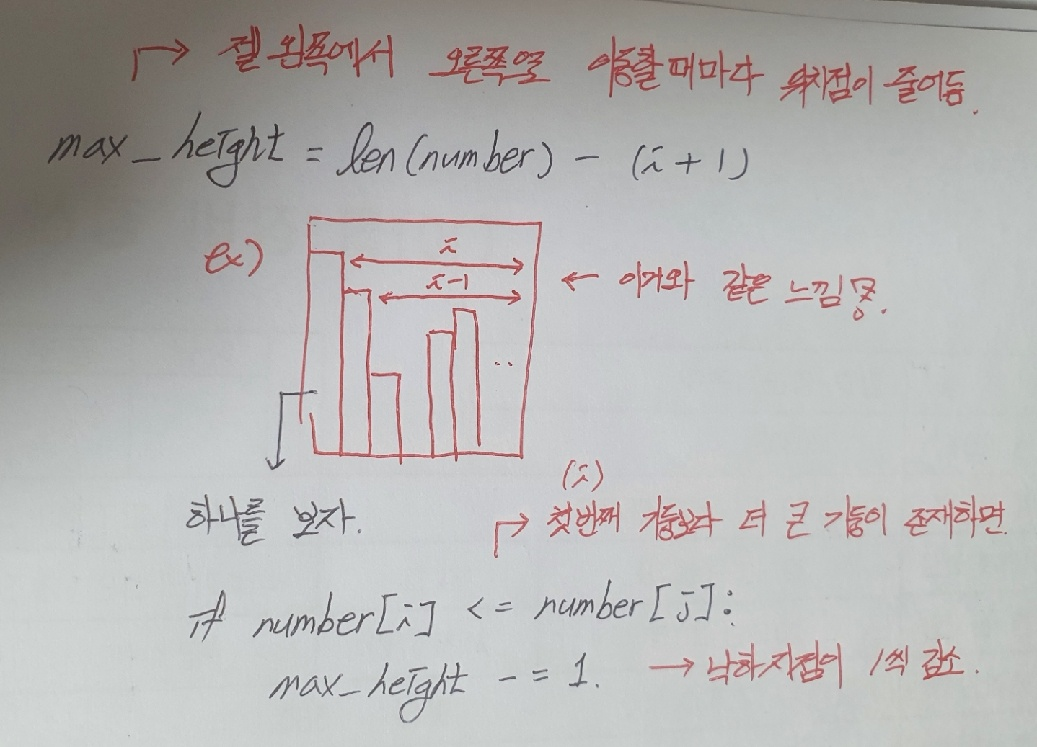 → 젤 왼쪽에서 오른쪽으로 이동할 때마다 위치점이 줄어듬.
max_height = len(number) - (i+1)
ex)
i
i-1
← 이거와 같은 느낌 못.
..
하나를 보자.
(i)
→ 첫번째 기둥보다 더 큰 기둥이 존재하면.
if number[i] <= number[j]:
max_height -= 1. → 낙하지점이 1씩 감소.